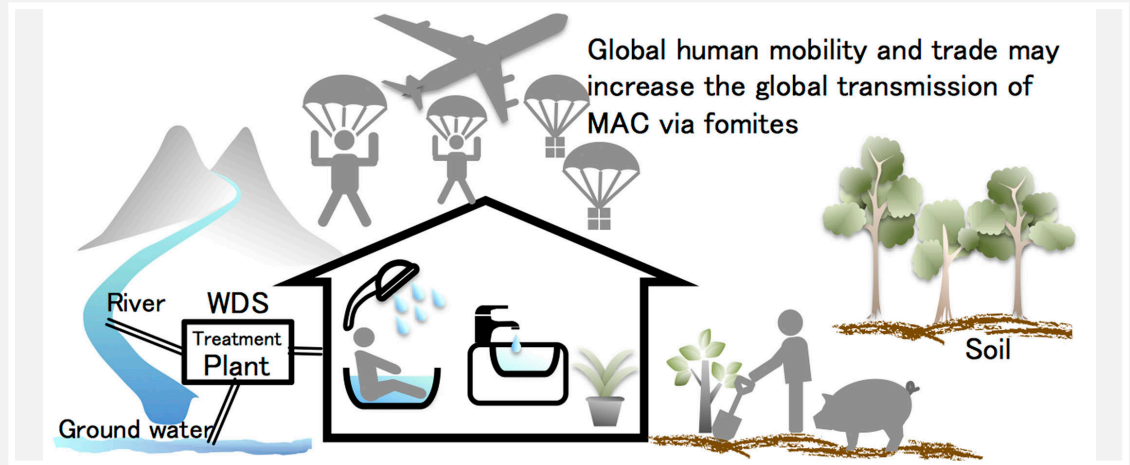 Global human mobility and trade may
increase the global transmission of
MAC via fomites
River
WDS
Treatment
Plant
Ground water
Soil